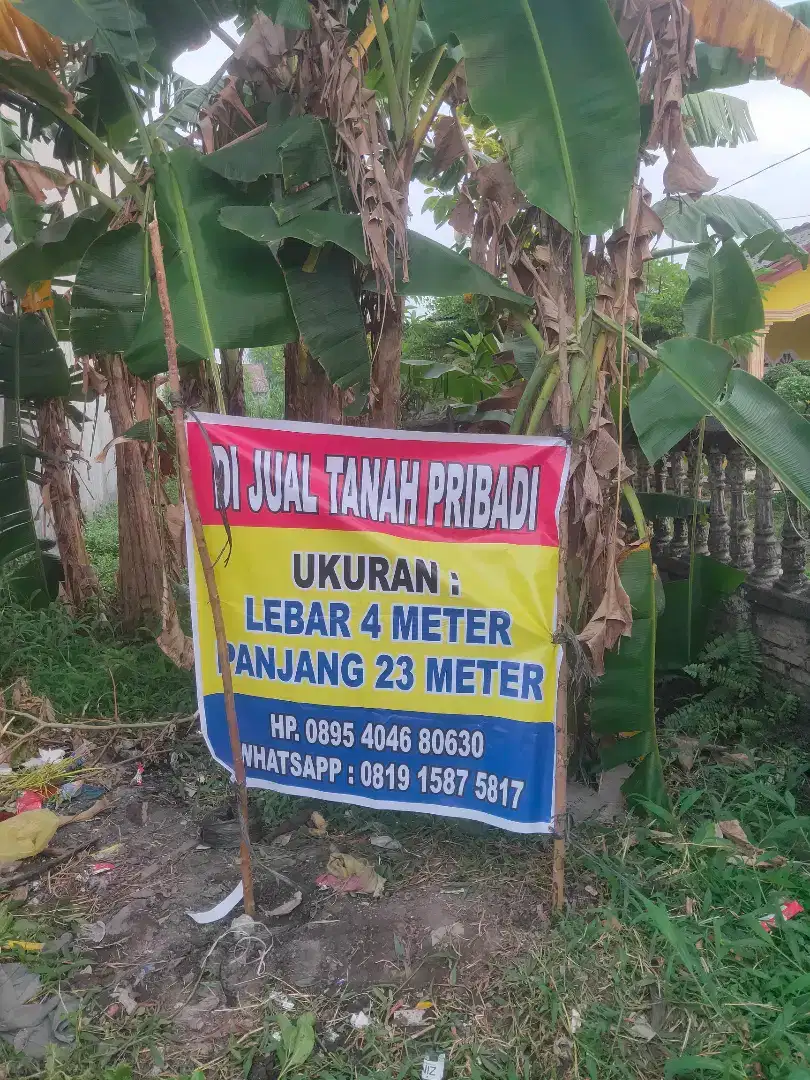 DI JUAL TANAH PRIBADI
UKURAN :
LEBAR 4 METER
PANJANG 23 METER
HP. 0895 4046 80630
WHATSAPP : 0819 1587 5817